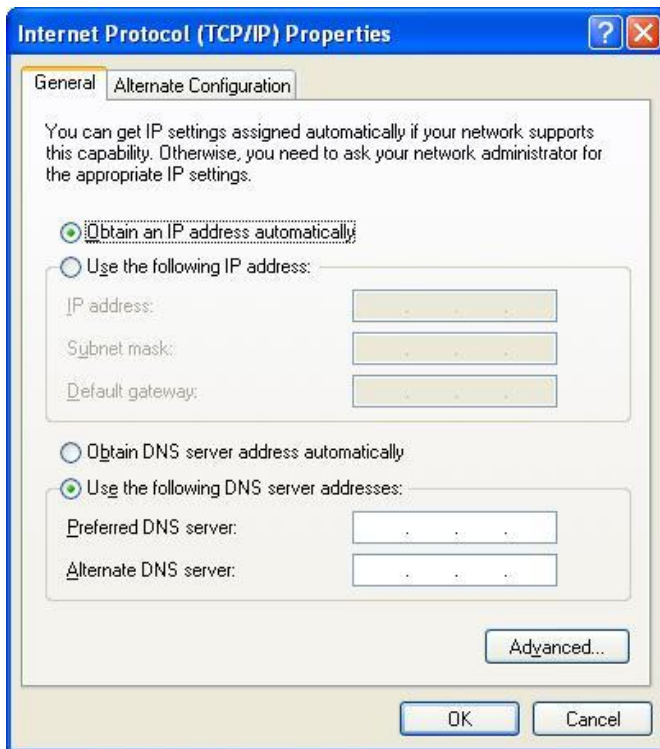 Internet Protocol (TCP/IP) Properties
General
Alternate Configuration
You can get IP settings assigned automatically if your network supports
this capability. Otherwise, you need to ask your network administrator for
the appropriate IP settings.
Obtain an IP address automatically
Use the following IP address:
IP address:
Subnet mask:
Default gateway:
Obtain DNS server address automatically
Use the following DNS server addresses:
Preferred DNS server:
Alternate DNS server:
Advanced...
OK
Cancel